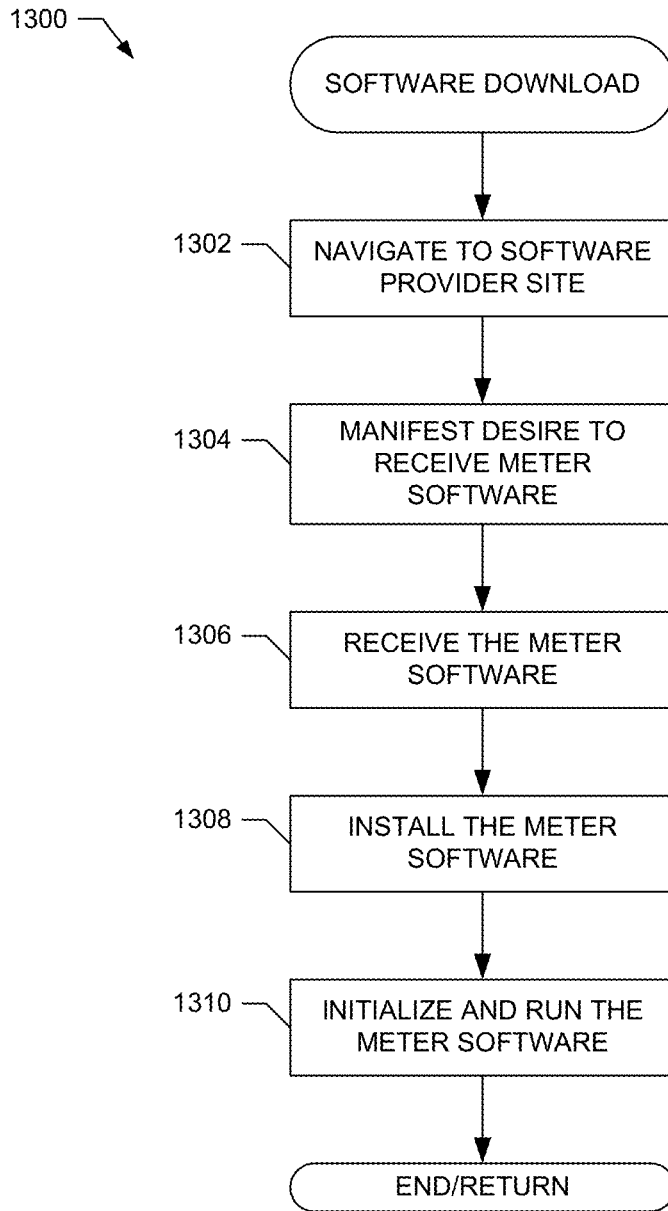 1300
SOFTWARE DOWNLOAD
1302
NAVIGATE TO SOFTWARE
PROVIDER SITE
1304
MANIFEST DESIRE TO
RECEIVE METER
SOFTWARE
1306
RECEIVE THE METER
SOFTWARE
1308
INSTALL THE METER
SOFTWARE
1310
INITIALIZE AND RUN THE
METER SOFTWARE
END/RETURN